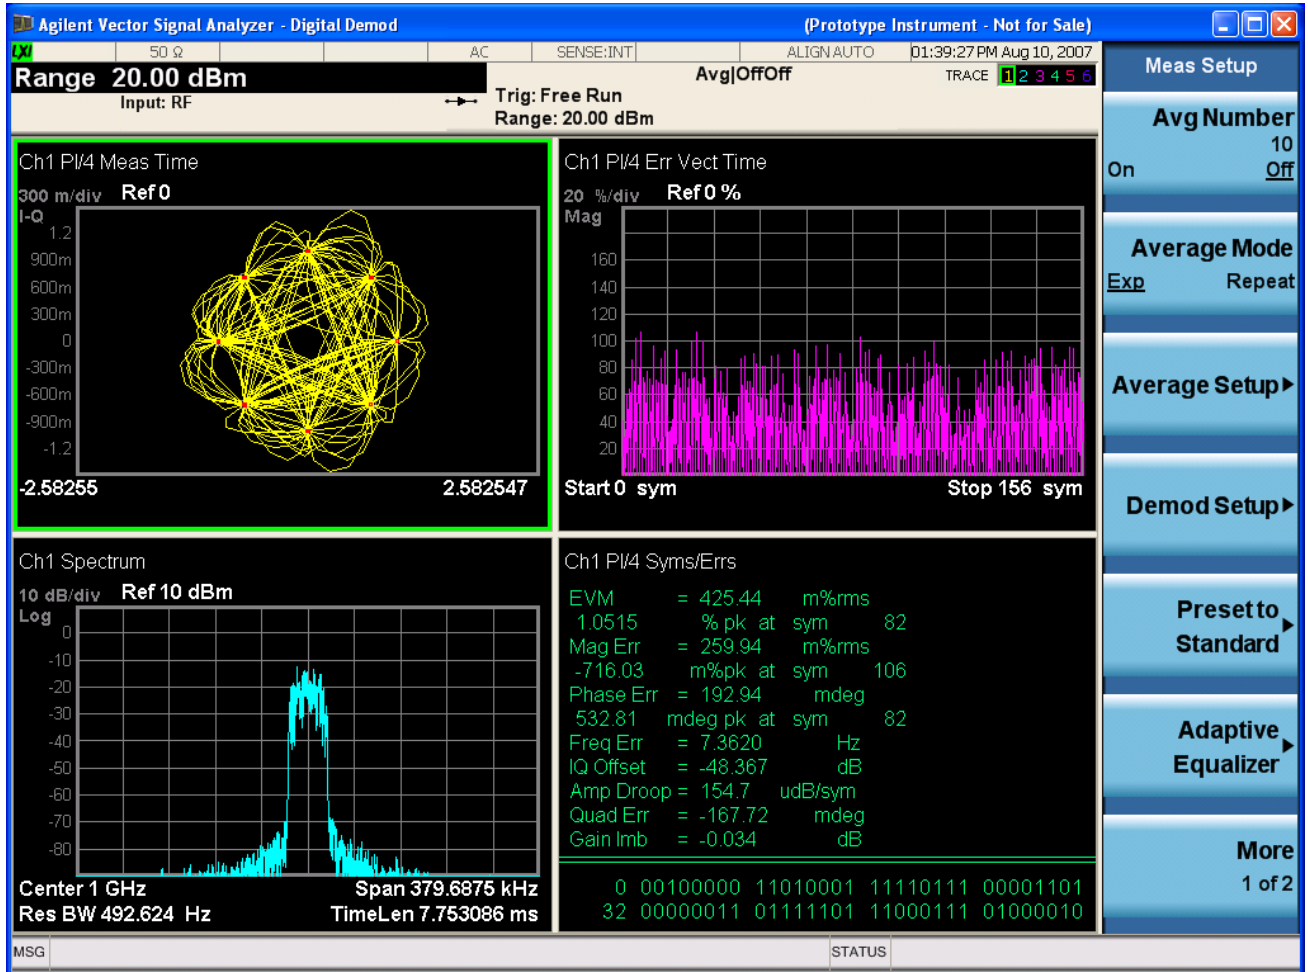 Agilent Vector Signal Analyzer - Digital Demod (Prototype Instrument - Not for Sale)
LXI 50 Ω AC SENSE:INT ALIGN AUTO 01:39:27 PM Aug 10, 2007
Range 20.00 dBm Avg|OffOff TRACE 1 2 3 4 5 6
Input: RF Trig: Free Run
Range: 20.00 dBm
Ch1 PI/4 Meas Time
300 m/div Ref 0
I-Q
1.2
900m
600m
300m
0
-300m
-600m
-900m
-1.2
-2.58255 2.582547
Ch1 PI/4 Err Vect Time
20 %/div Ref 0 %
Mag
160
140
120
100
80
60
40
20
Start 0 sym Stop 156 sym
Ch1 Spectrum
10 dB/div Ref 10 dBm
Log
0
-10
-20
-30
-40
-50
-60
-70
-80
Center 1 GHz Span 379.6875 kHz
Res BW 492.624 Hz TimeLen 7.753086 ms
Ch1 PI/4 Syms/Errs
EVM = 425.44 m%rms
1.0515 % pk at sym 82
Mag Err = 259.94 m%rms
-716.03 m%pk at sym 106
Phase Err = 192.94 mdeg
532.81 mdeg pk at sym 82
Freq Err = 7.3620 Hz
IQ Offset = -48.367 dB
Amp Droop = 154.7 udB/sym
Quad Err = -167.72 mdeg
Gain Imb = -0.034 dB
0 00100000 11010001 11110111 00001101
32 00000011 01111101 11000111 01000010
Meas Setup
Avg Number
10
On Off
Average Mode
Exp Repeat
Average Setup
Demod Setup
Preset to
Standard
Adaptive
Equalizer
More
1 of 2
MSG STATUS